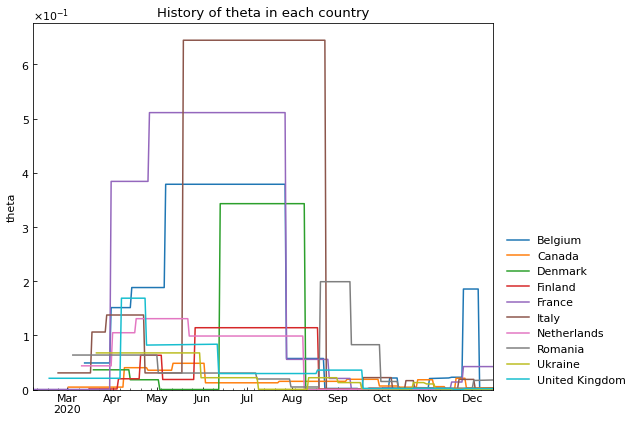 History of theta in each country
×10⁻¹
6
5
4
3
2
1
0
theta
Mar Apr May Jun Jul Aug Sep Oct Nov Dec
2020
Belgium
Canada
Denmark
Finland
France
Italy
Netherlands
Romania
Ukraine
United Kingdom